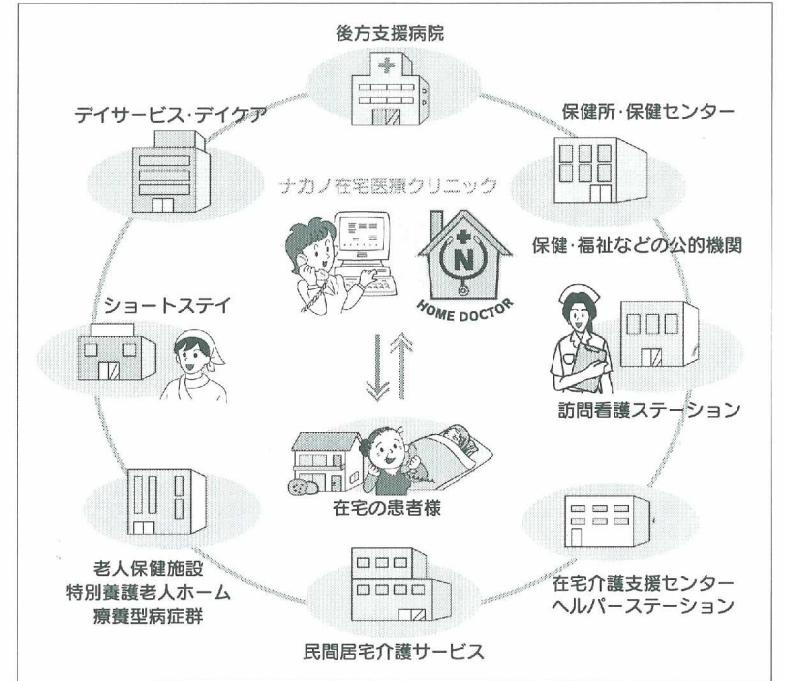 後方支援病院
デイサービス・デイケア
保健所・保健センター
ナカノ在宅医療クリニック
保健・福祉などの公的機関
N
HOME DOCTOR
ショートステイ
訪問看護ステーション
在宅の患者様
老人保健施設
特別養護老人ホーム
療養型病症群
在宅介護支援センター
ヘルパーステーション
民間居宅介護サービス